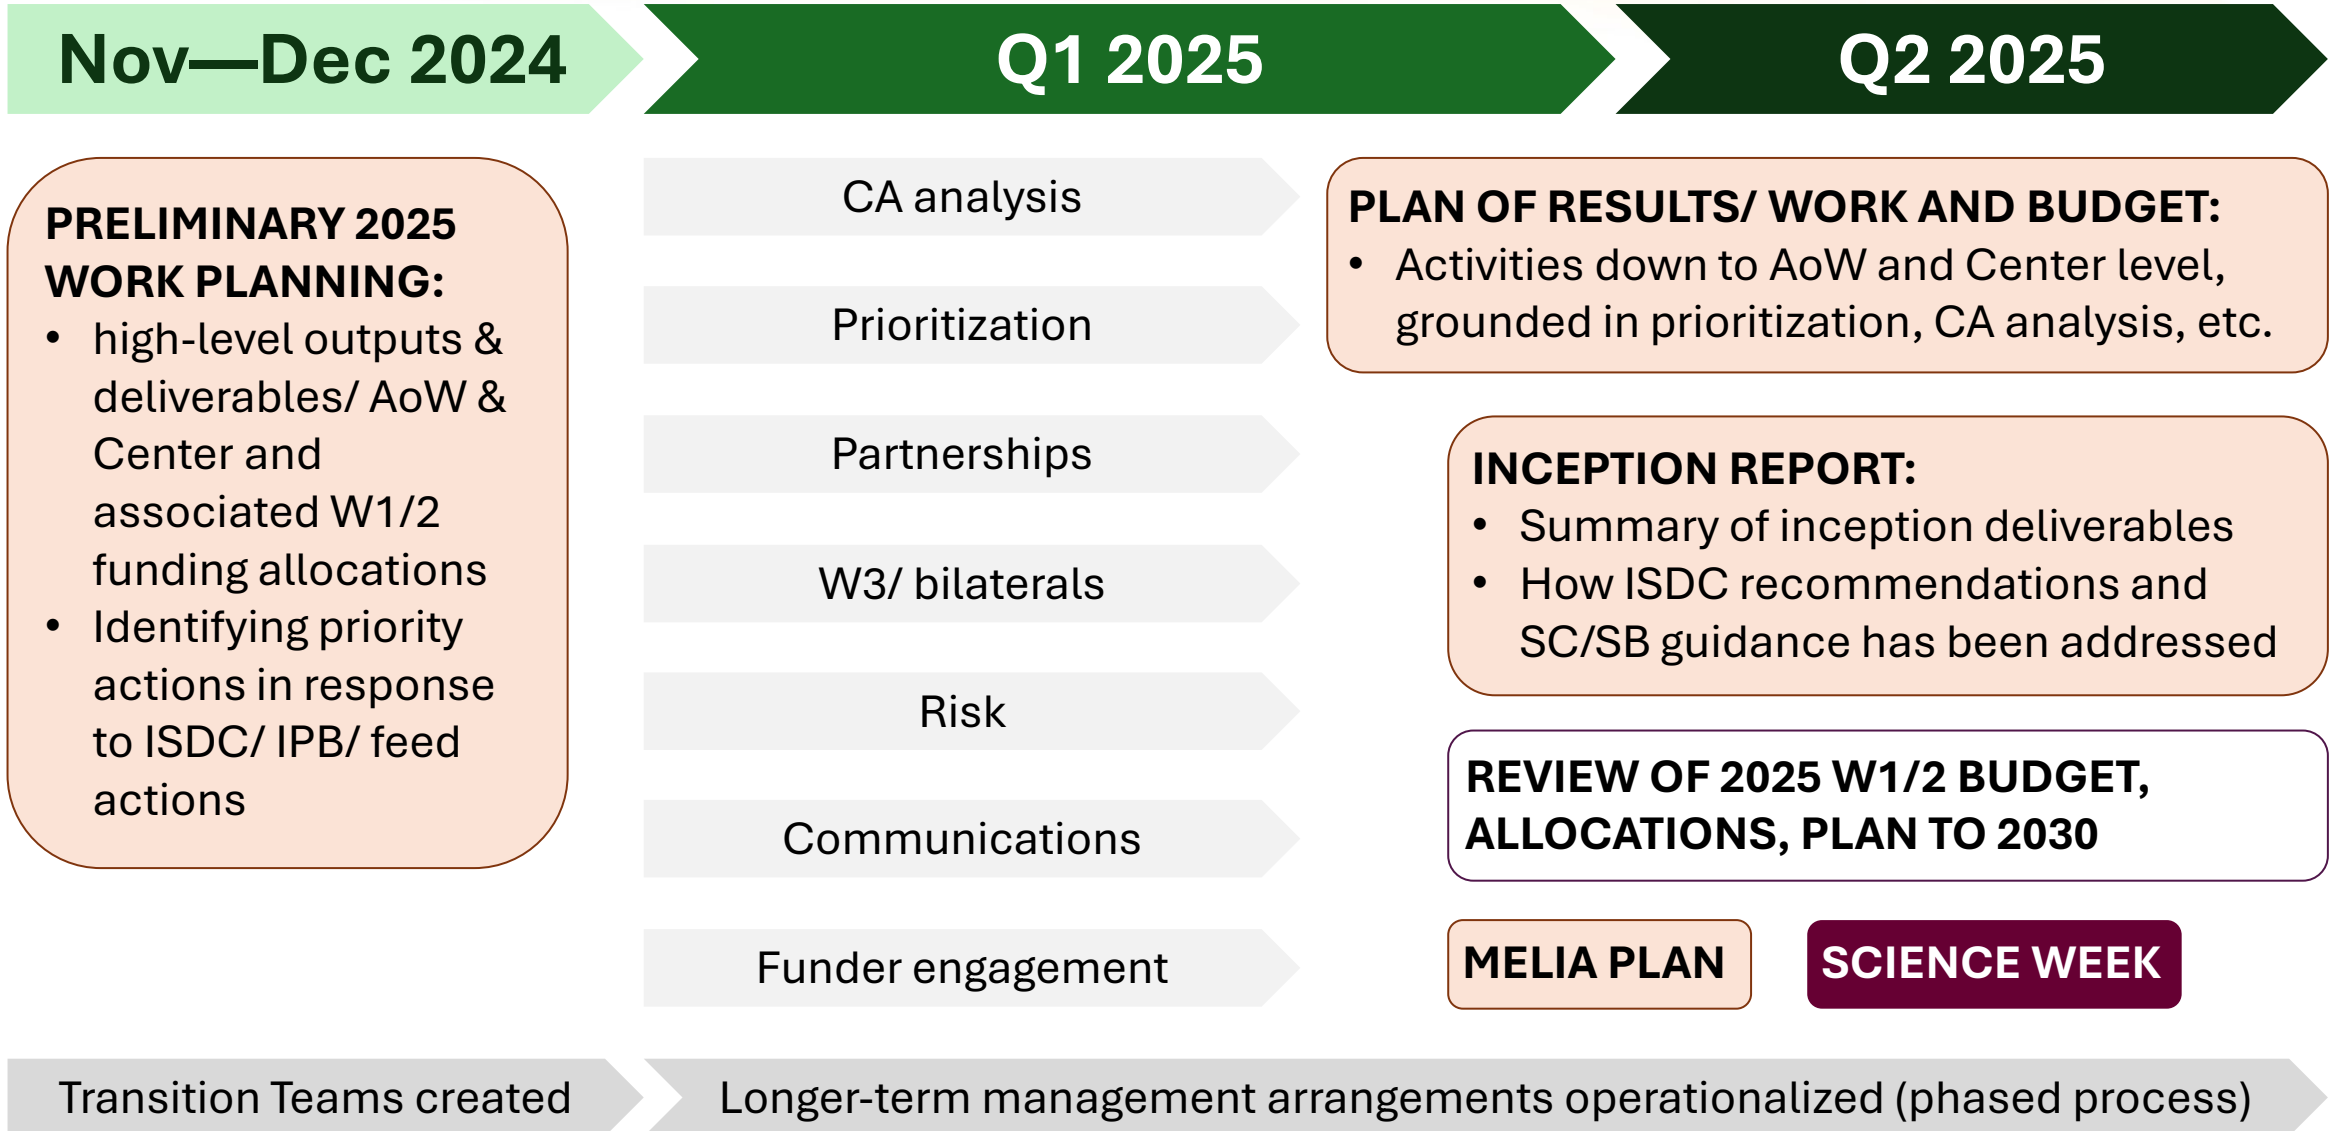 Nov—Dec 2024
Q1 2025
Q2 2025
PRELIMINARY 2025
WORK PLANNING:
• high-level outputs &
deliverables/ AoW &
Center and
associated W1/2
funding allocations
• Identifying priority
actions in response
to ISDC/ IPB/ feed
actions
CA analysis
Prioritization
Partnerships
W3/ bilaterals
Risk
Communications
Funder engagement
PLAN OF RESULTS/ WORK AND BUDGET:
• Activities down to AoW and Center level,
grounded in prioritization, CA analysis, etc.
INCEPTION REPORT:
• Summary of inception deliverables
• How ISDC recommendations and
SC/SB guidance has been addressed
REVIEW OF 2025 W1/2 BUDGET,
ALLOCATIONS, PLAN TO 2030
MELIA PLAN
SCIENCE WEEK
Transition Teams created
Longer-term management arrangements operationalized (phased process)